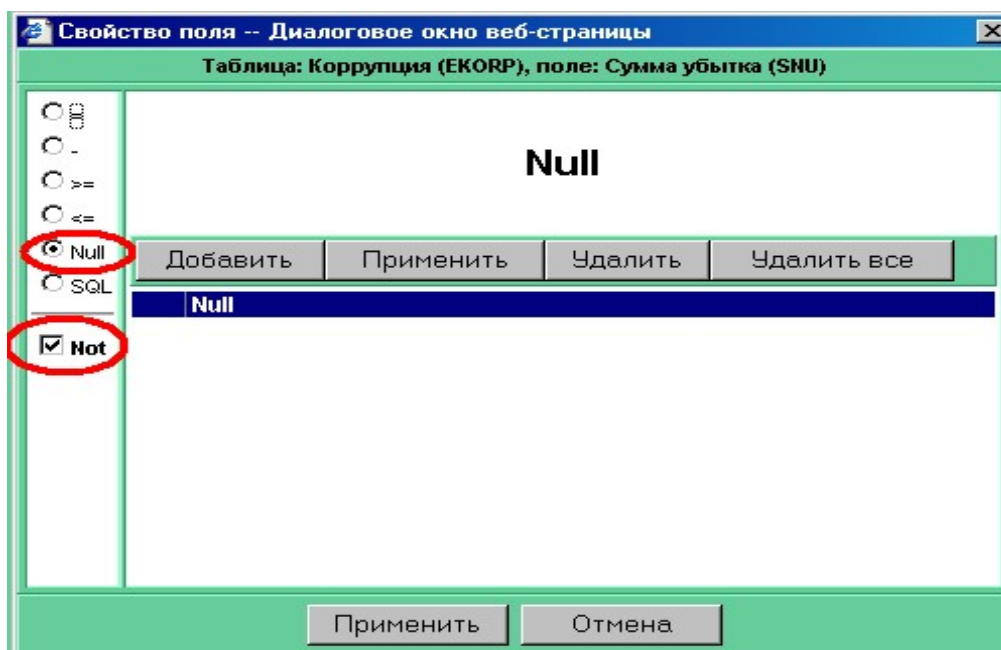 Свойство поля -- Диалоговое окно веб-страницы
Таблица: Коррупция (EKORP), поле: Сумма убытка (SNU)
-
>=
<=
Null
SQL
Not
Null
Добавить Применить Удалить Удалить все
Null
Применить Отмена